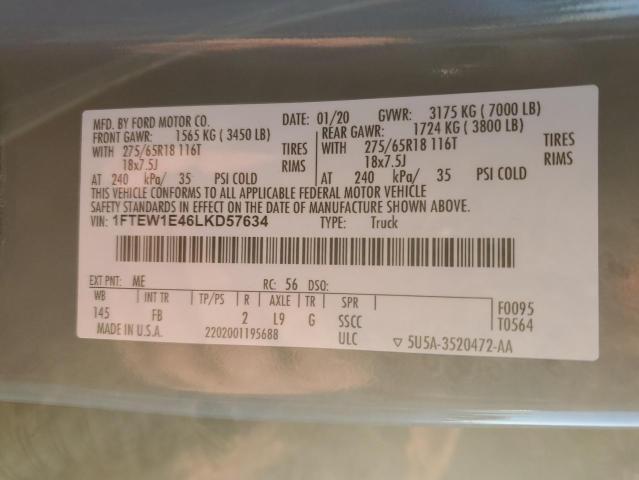 MFD. BY FORD MOTOR CO. DATE: 01/20 GVWR: 3175 KG ( 7000 LB)
FRONT GAWR: 1565 KG ( 3450 LB) REAR GAWR: 1724 KG ( 3800 LB)
WITH 275/65R18 116T TIRES WITH 275/65R18 116T TIRES
18x7.5J RIMS 18x7.5J RIMS
AT 240 kPa/ 35 PSI COLD AT 240 kPa/ 35 PSI COLD
THIS VEHICLE CONFORMS TO ALL APPLICABLE FEDERAL MOTOR VEHICLE
SAFETY STANDARDS IN EFFECT ON THE DATE OF MANUFACTURE SHOWN ABOVE.
VIN: 1FTEW1E46LKD57634 TYPE: Truck
EXT PNT: ME RC: 56 DSO:
WB INT TR TP/PS R AXLE TR SPR F0095
145 FB 2 L9 G SSCC T0564
MADE IN U.S.A. 2202001195688 ULC ▽ 5U5A-3520472-AA